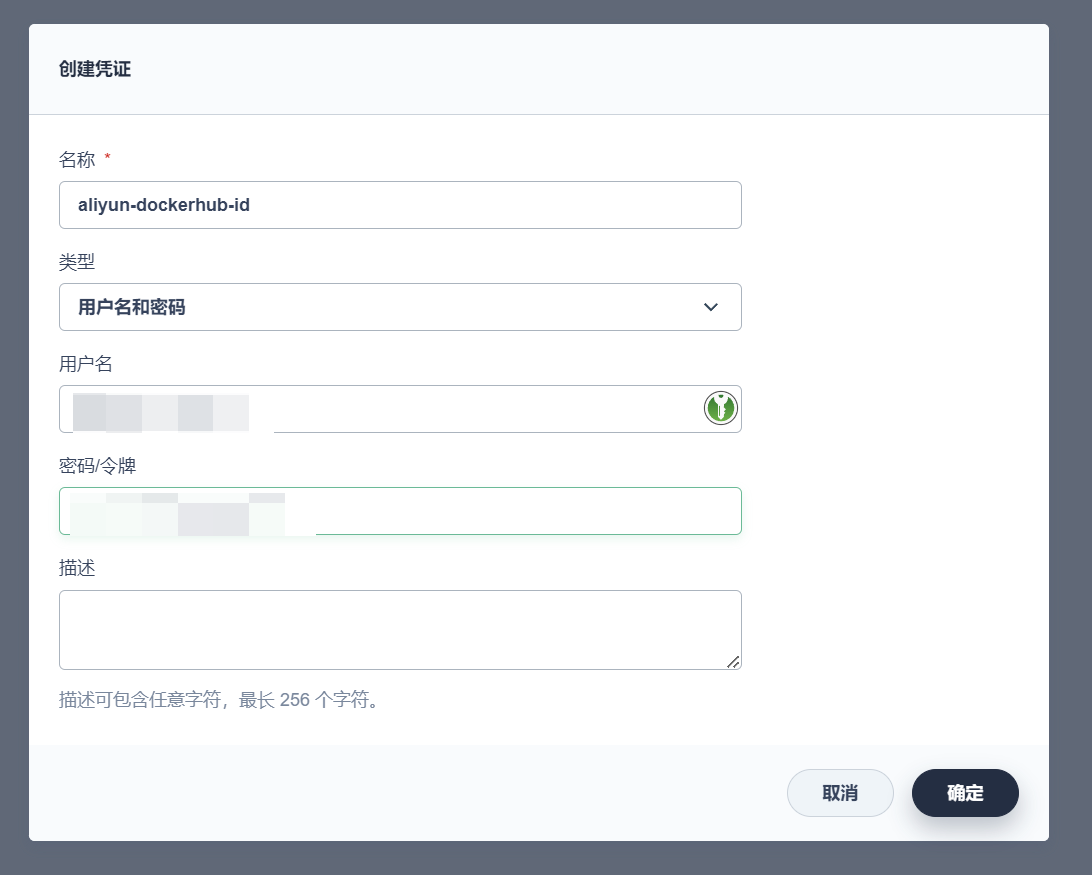 创建凭证
名称 *
aliyun-dockerhub-id
类型
用户名和密码
用户名
密码/令牌
描述
描述可包含任意字符，最长 256 个字符。
取消
确定